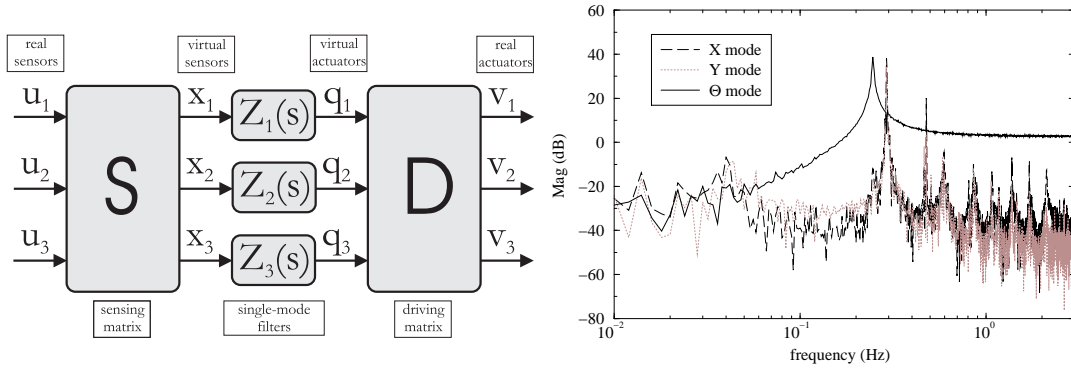 real sensors
virtual sensors
virtual actuators
real actuators
u1 x1 Z1(s) q1 v1
u2 x2 Z2(s) q2 v2
u3 x3 Z3(s) q3 v3
S
D
sensing matrix
single-mode filters
driving matrix
60
40
20
0
−20
−40
−60
−80
Mag (dB)
X mode
Y mode
Θ mode
10⁻² 10⁻¹ 10⁰
frequency (Hz)